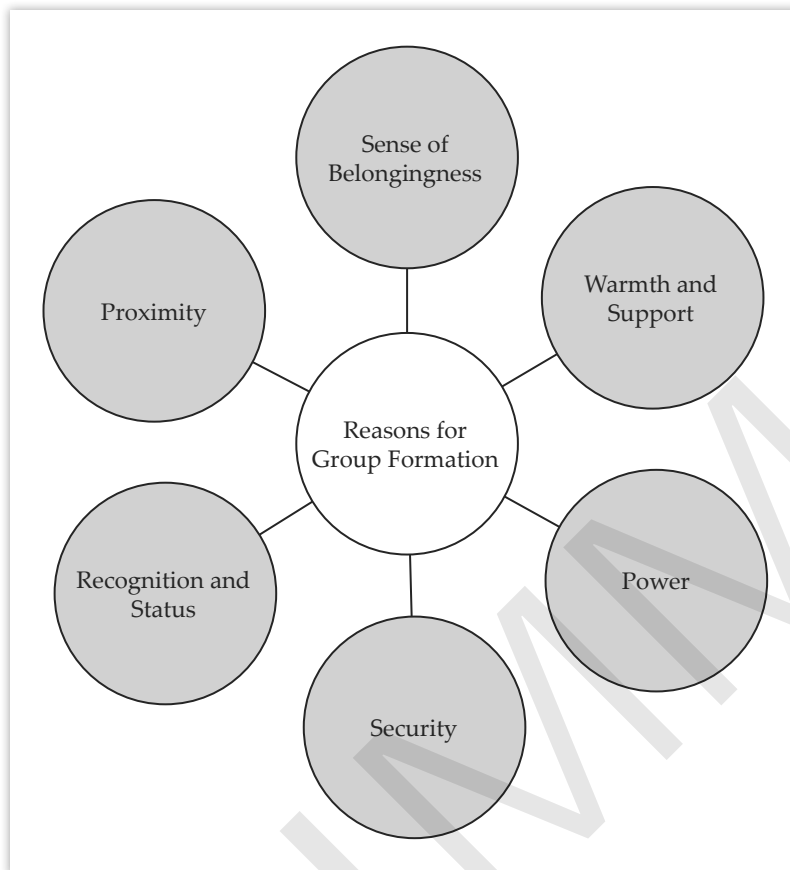 Sense of
Belongingness
Warmth and
Support
Proximity
Reasons for
Group Formation
Recognition and
Status
Power
Security